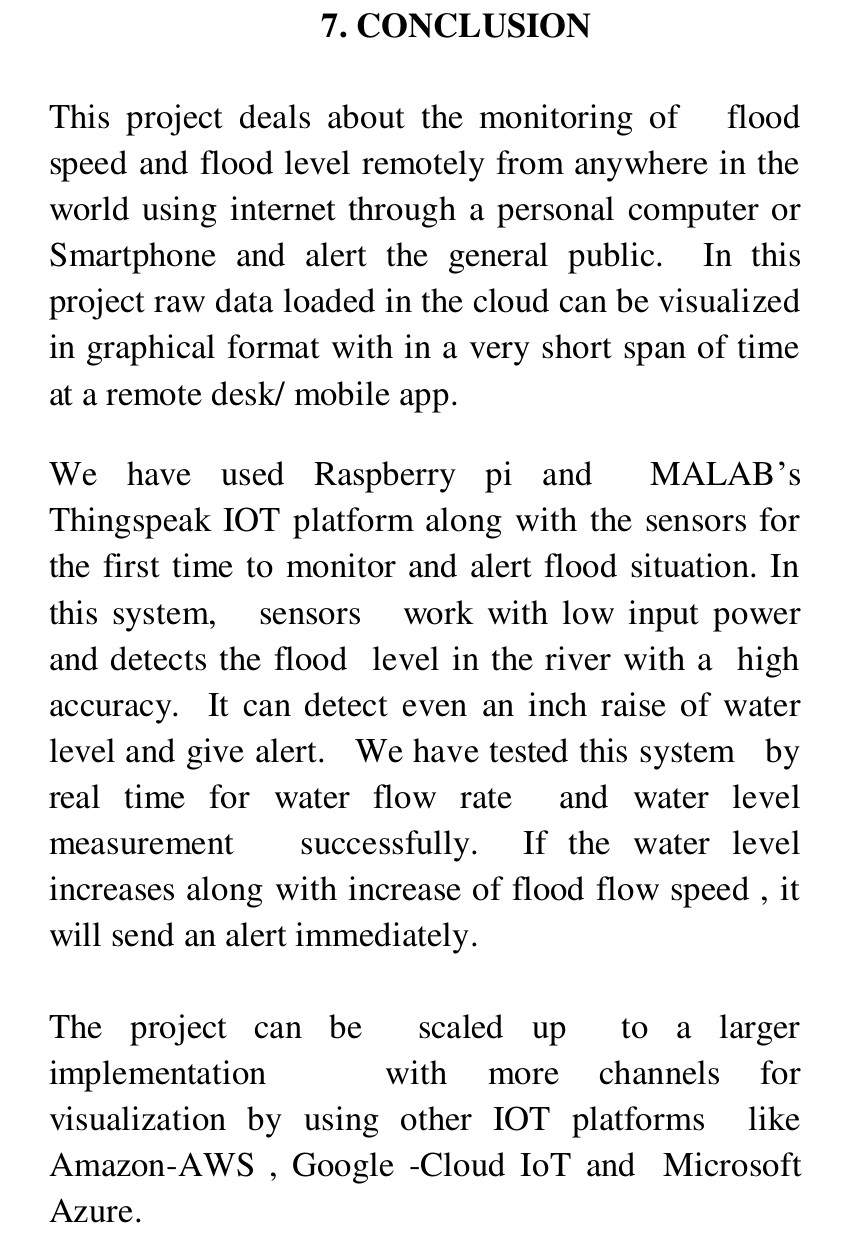 7. CONCLUSION
This project deals about the monitoring of flood
speed and flood level remotely from anywhere in the
world using internet through a personal computer or
Smartphone and alert the general public. In this
project raw data loaded in the cloud can be visualized
in graphical format with in a very short span of time
at a remote desk/ mobile app.
We have used Raspberry pi and MALAB's
Thingspeak IOT platform along with the sensors for
the first time to monitor and alert flood situation. In
this system, sensors work with low input power
and detects the flood level in the river with a high
accuracy. It can detect even an inch raise of water
level and give alert. We have tested this system by
real time for water flow rate and water level
measurement successfully. If the water level
increases along with increase of flood flow speed , it
will send an alert immediately.
The project can be scaled up to a larger
implementation with more channels for
visualization by using other IOT platforms like
Amazon-AWS , Google -Cloud IoT and Microsoft
Azure.